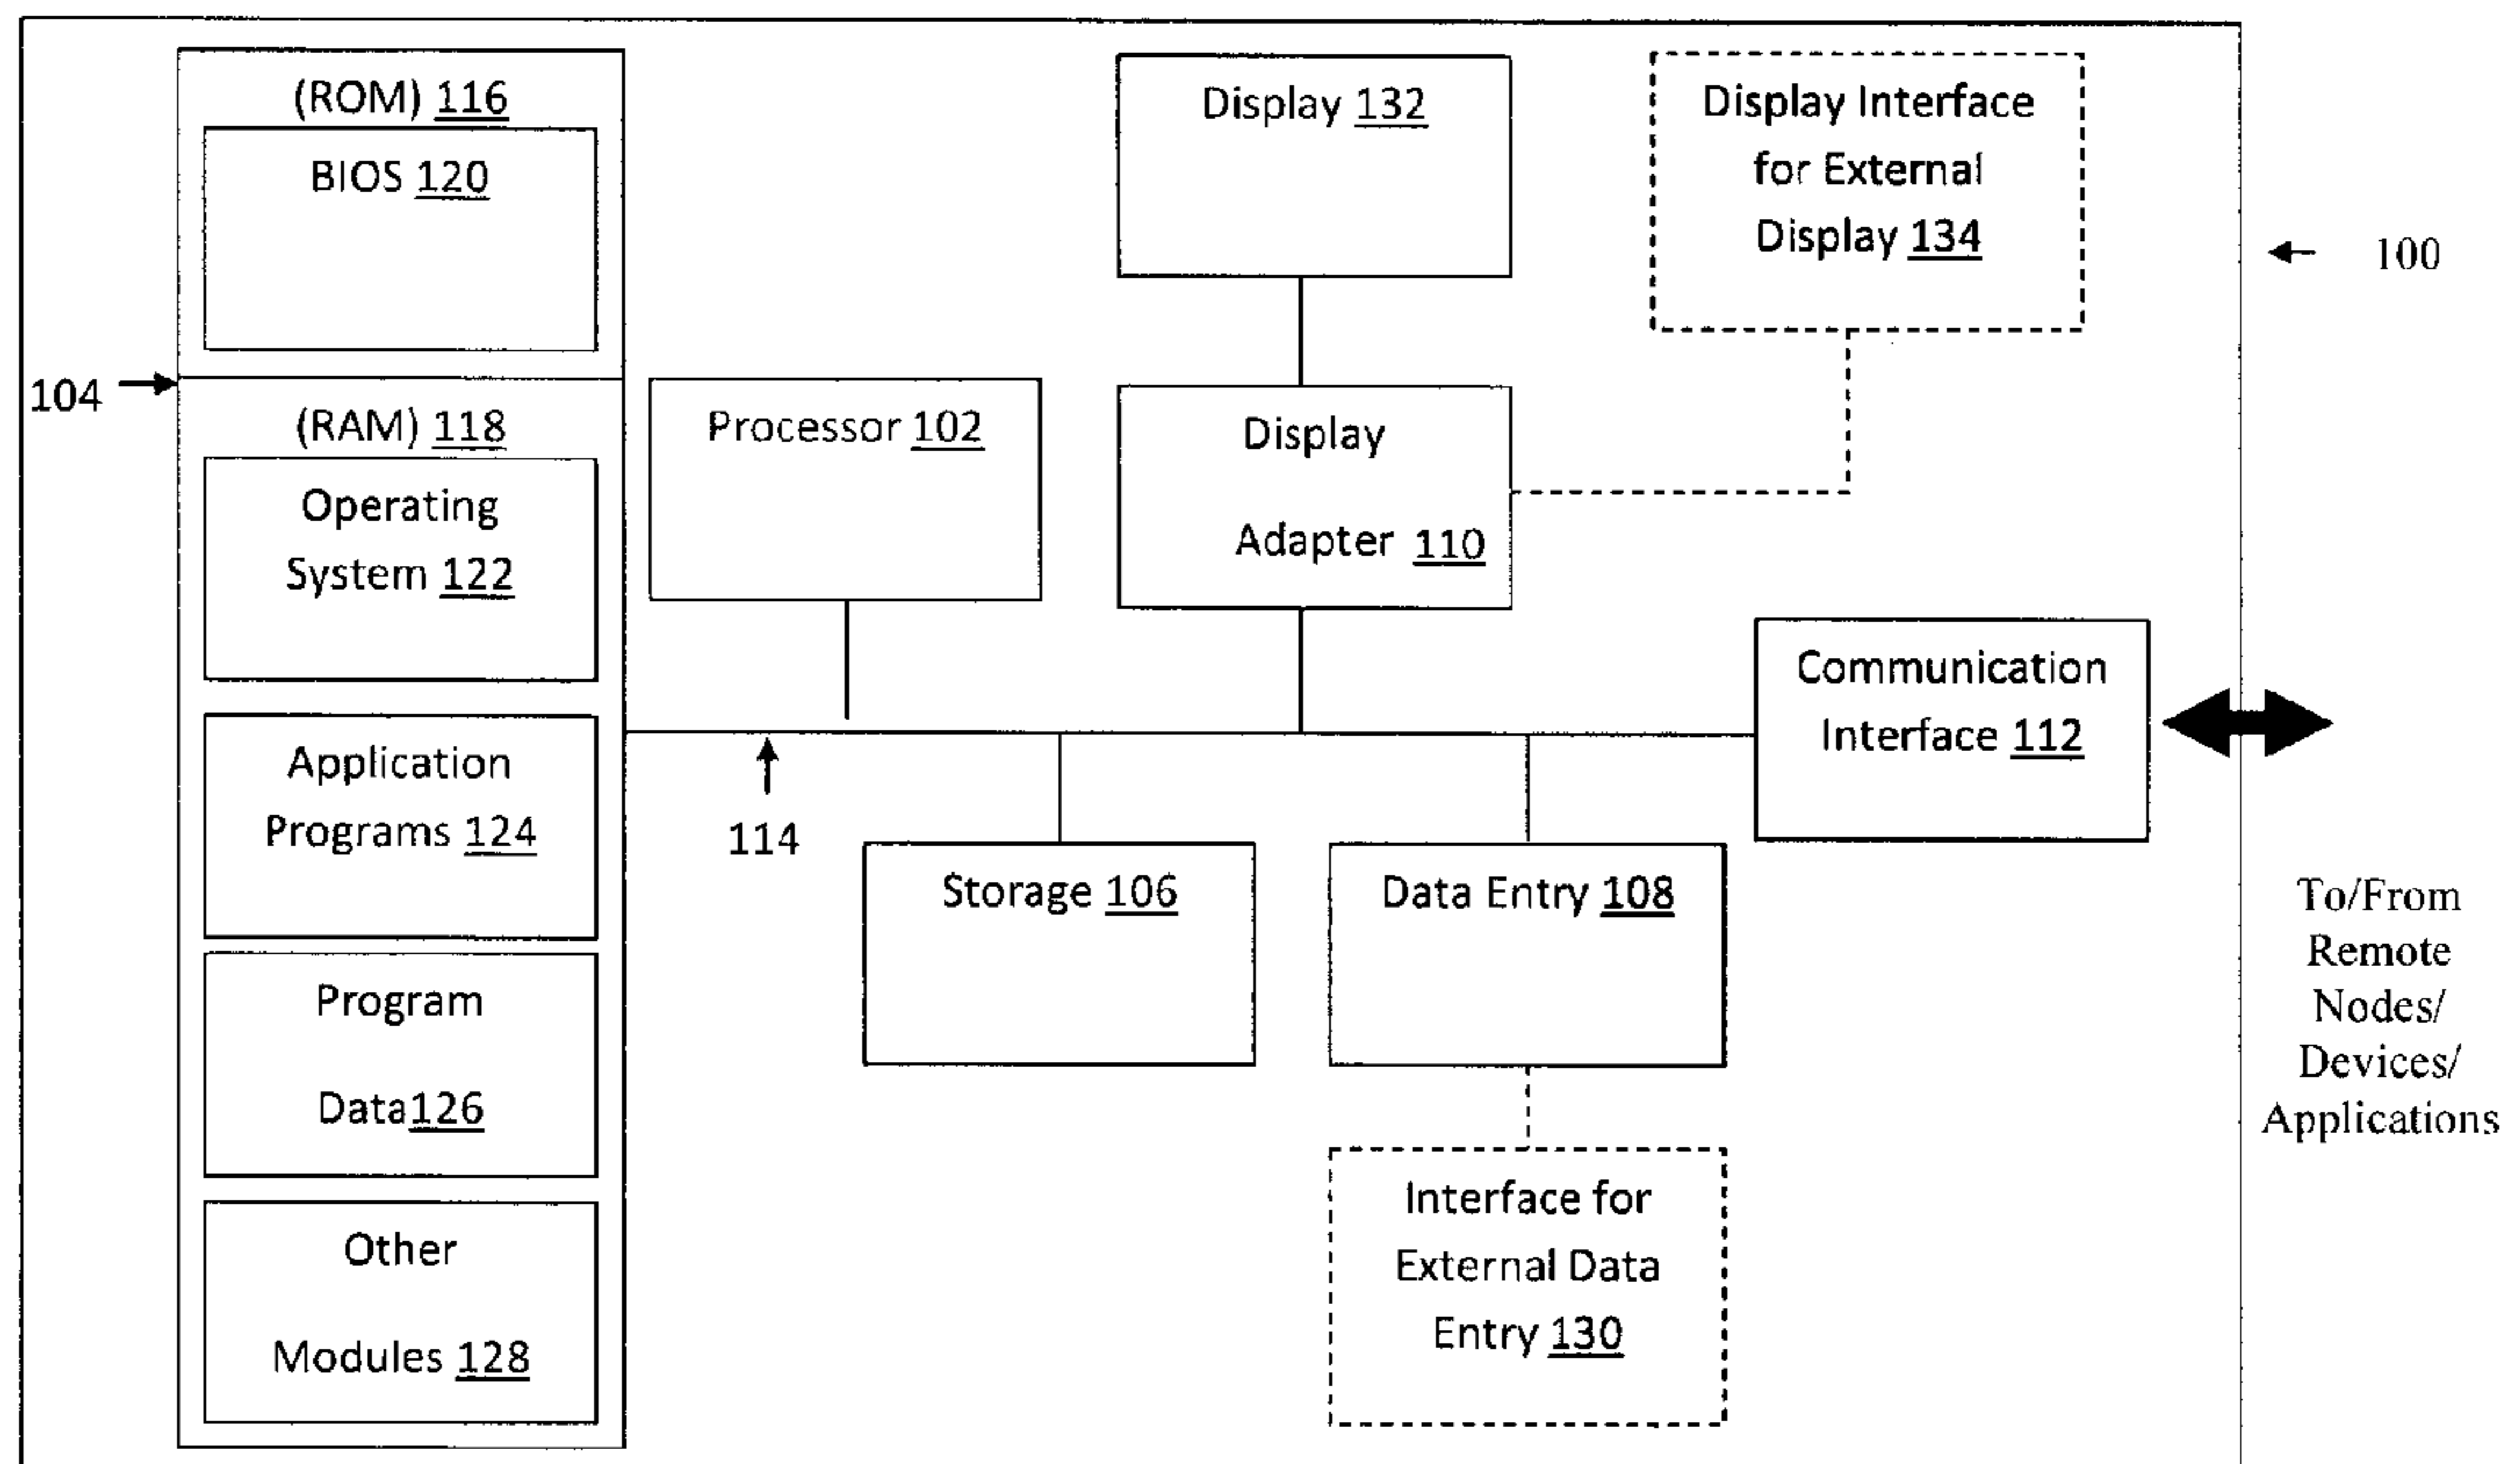 (ROM) 116
BIOS 120
104
(RAM) 118
Operating
System 122
Application
Programs 124
Program
Data126
Other
Modules 128
Processor 102
Display 132
Display Interface
for External
Display 134
100
Display
Adapter 110
Communication
Interface 112
114
Storage 106
Data Entry 108
Interface for
External Data
Entry 130
To/From
Remote
Nodes/
Devices/
Applications